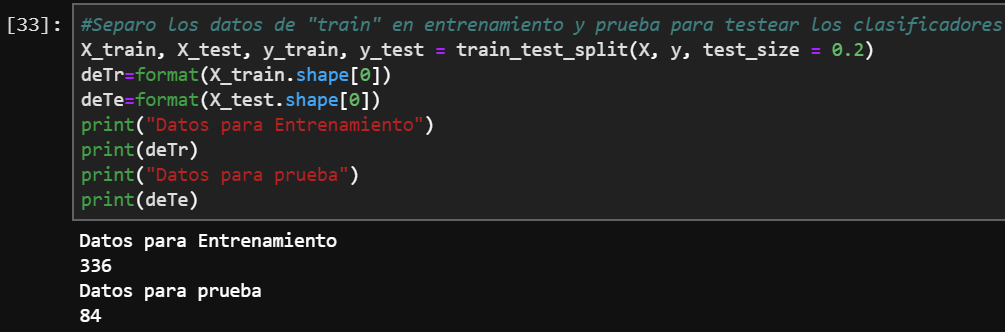 [33]: #Separo los datos de "train" en entrenamiento y prueba para testear los clasificadores
X_train, X_test, y_train, y_test = train_test_split(X, y, test_size = 0.2)
deTr=format(X_train.shape[0])
deTe=format(X_test.shape[0])
print("Datos para Entrenamiento")
print(deTr)
print("Datos para prueba")
print(deTe)
Datos para Entrenamiento
336
Datos para prueba
84